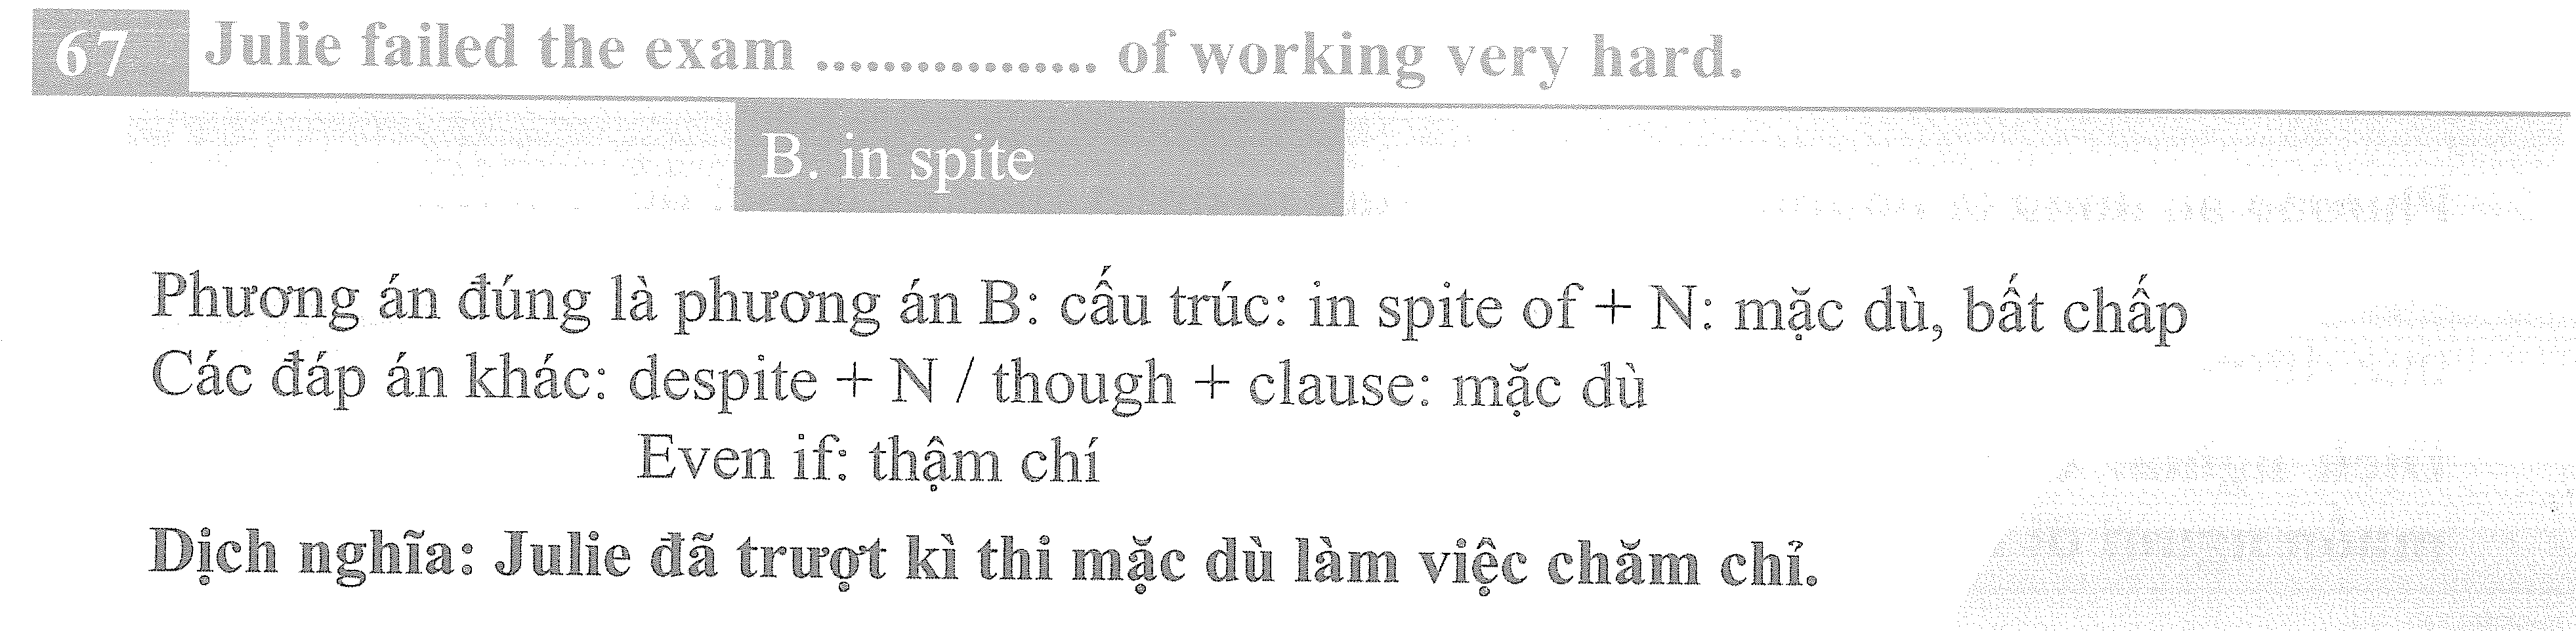 67 Julie failed the exam ................. of working very hard.
B. in spite
Phương án đúng là phương án B: cấu trúc: in spite of + N: mặc dù, bất chấp
Các đáp án khác: despite + N / though + clause: mặc dù
Even if: thậm chí
Dịch nghĩa: Julie đã trượt kì thi mặc dù làm việc chăm chỉ.